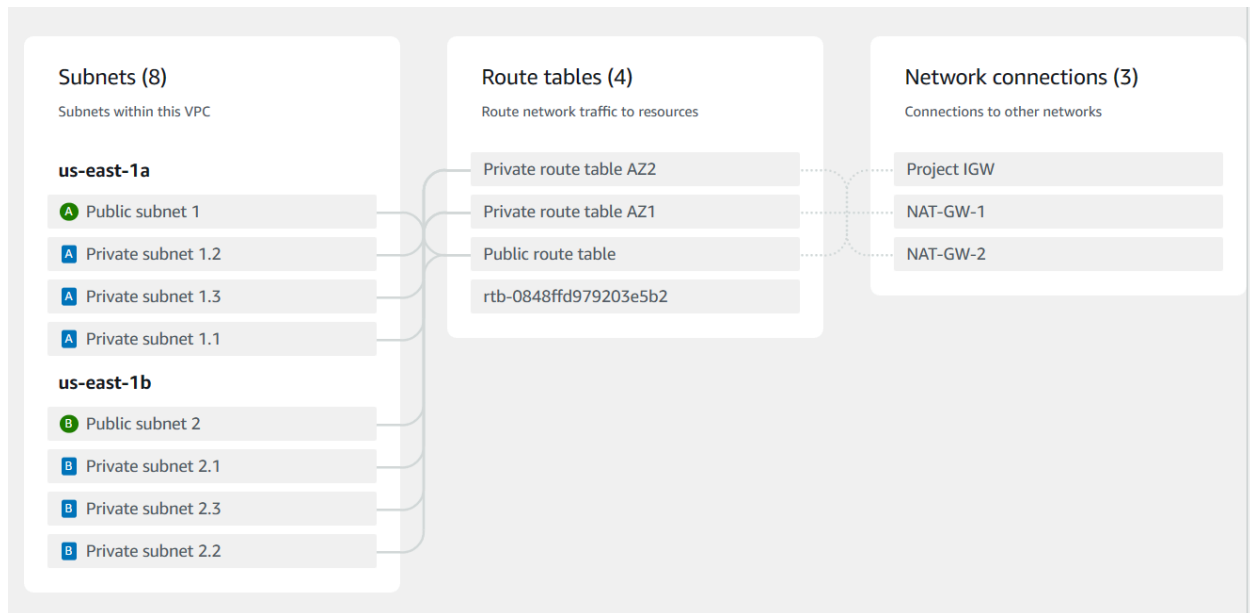 Subnets (8)
Subnets within this VPC
us-east-1a
A Public subnet 1
A Private subnet 1.2
A Private subnet 1.3
A Private subnet 1.1
us-east-1b
B Public subnet 2
B Private subnet 2.1
B Private subnet 2.3
B Private subnet 2.2
Route tables (4)
Route network traffic to resources
Private route table AZ2
Private route table AZ1
Public route table
rtb-0848ffd979203e5b2
Network connections (3)
Connections to other networks
Project IGW
NAT-GW-1
NAT-GW-2